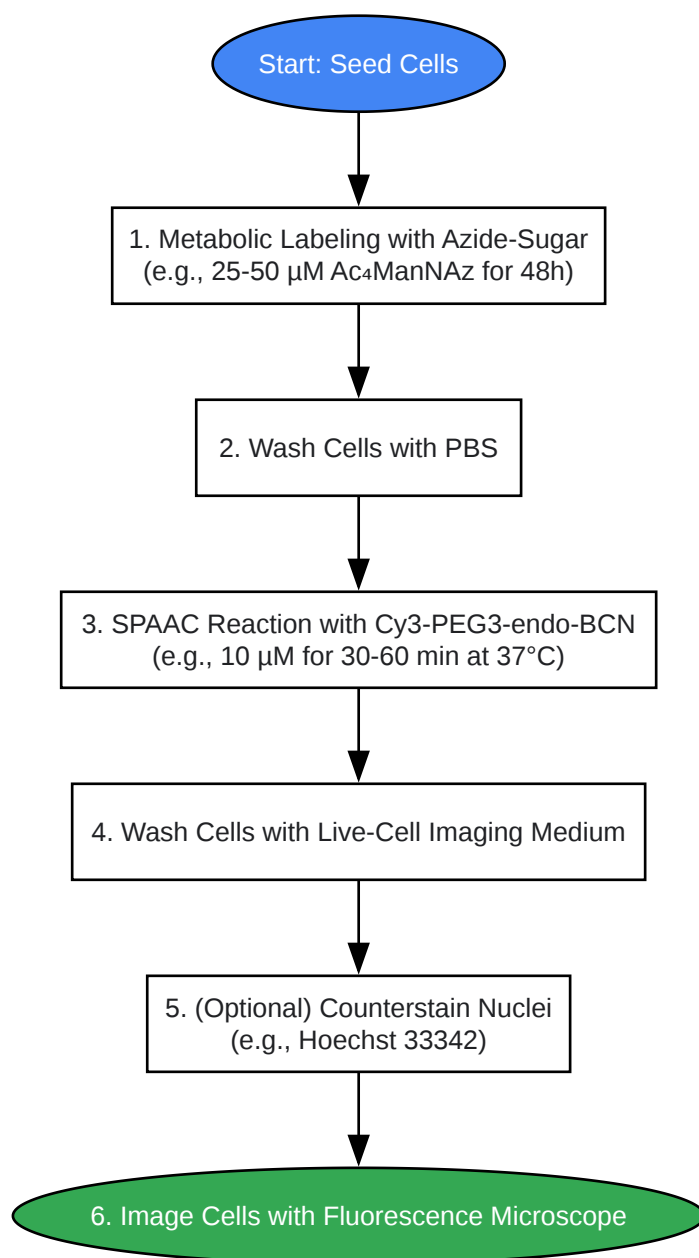 Start: Seed Cells
1. Metabolic Labeling with Azide-Sugar
(e.g., 25-50 µM Ac₄ManNAz for 48h)
2. Wash Cells with PBS
3. SPAAC Reaction with Cy3-PEG3-endo-BCN
(e.g., 10 µM for 30-60 min at 37°C)
4. Wash Cells with Live-Cell Imaging Medium
5. (Optional) Counterstain Nuclei
(e.g., Hoechst 33342)
6. Image Cells with Fluorescence Microscope